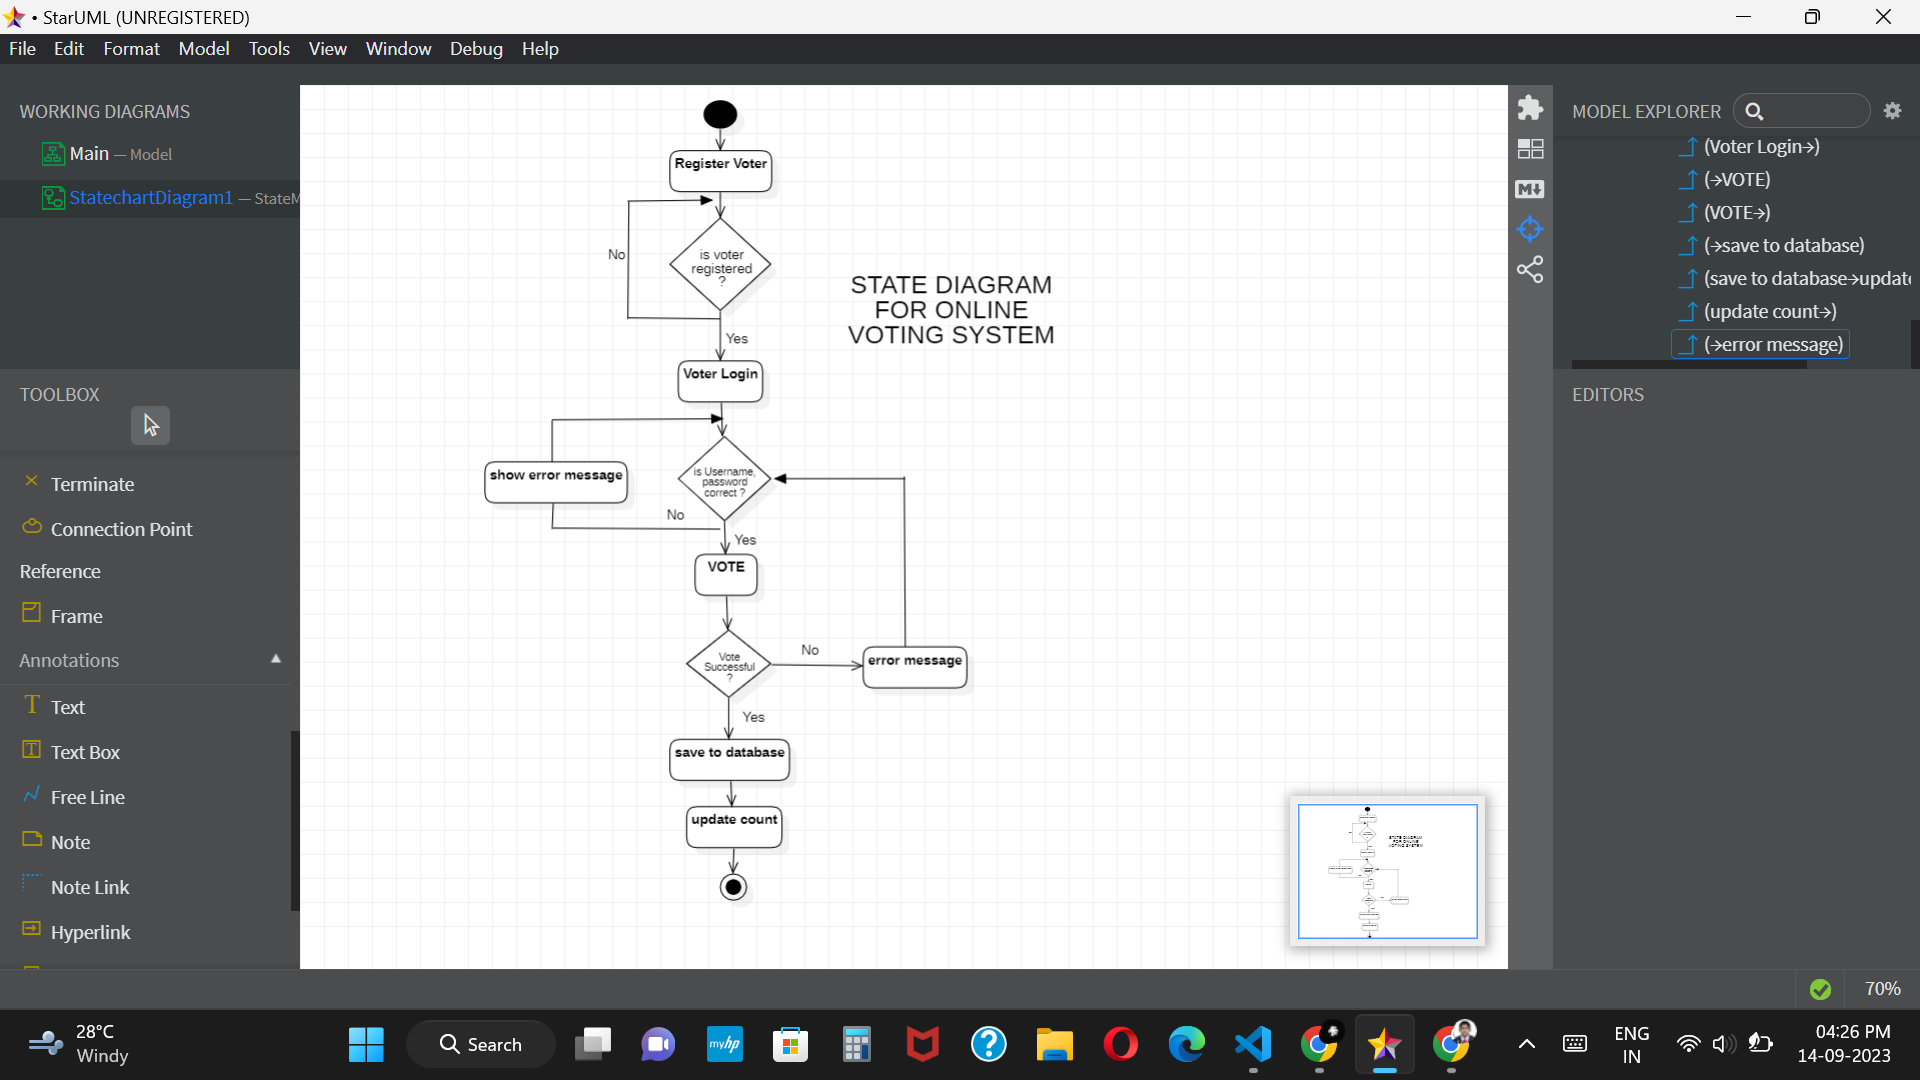 • StarUML (UNREGISTERED)
File Edit Format Model Tools View Window Debug Help
WORKING DIAGRAMS
Main — Model
StatechartDiagram1 — StateM
TOOLBOX
Terminate
Connection Point
Reference
Frame
Annotations
Text
Text Box
Free Line
Note
Note Link
Hyperlink
Register Voter
No
is voter
registered
?
Yes
STATE DIAGRAM
FOR ONLINE
VOTING SYSTEM
Voter Login
show error message
is Username,
password
correct ?
No
Yes
VOTE
Vote
Successful
?
No
error message
Yes
save to database
update count
MODEL EXPLORER
(Voter Login→)
(→VOTE)
(VOTE→)
(→save to database)
(save to database→update
(update count→)
(→error message)
EDITORS
70%
28°C
Windy
Search
myhp
ENG
IN
04:26 PM
14-09-2023